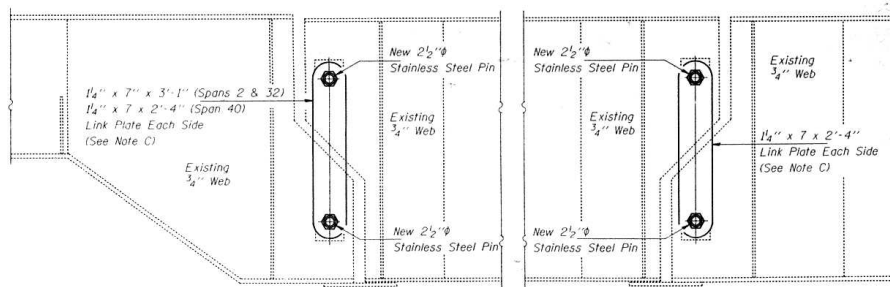 New 2½"φ
Stainless Steel Pin
1¼" x 7" x 3'-1" (Spans 2 & 32)
1¼" x 7 x 2'-4" (Span 40)
Link Plate Each Side
(See Note C)
Existing
¾" Web
Existing
¾" Web
New 2½"φ
Stainless Steel Pin
New 2½"φ
Stainless Steel Pin
Existing
¾" Web
Existing
¾" Web
1¼" x 7 x 2'-4"
Link Plate Each Side
(See Note C)
New 2½"φ
Stainless Steel Pin